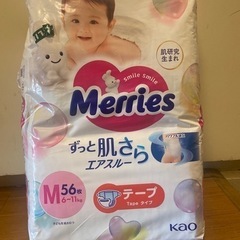 肌研究
生まれ
smile smile
Merries
ずっと肌さら
エアスルー
M 56枚
6~11kg
テープ
Type タイプ
Kao